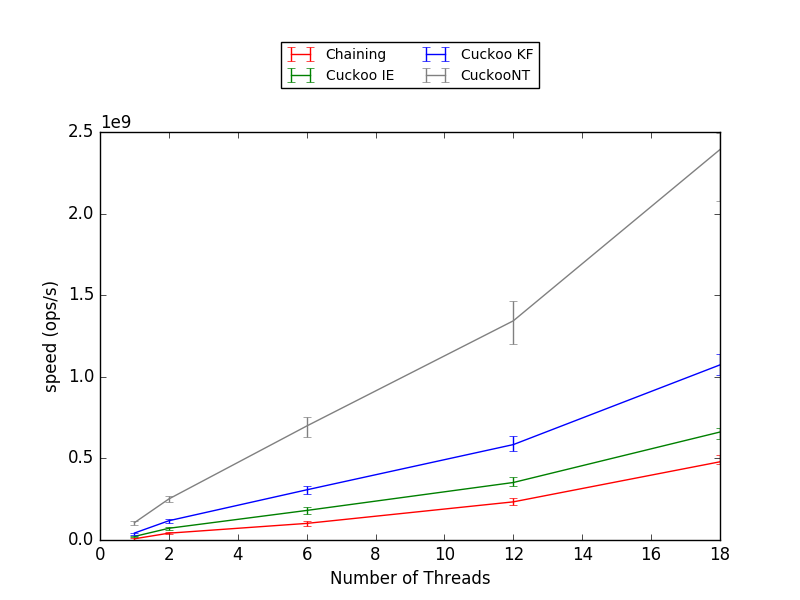 Chaining
Cuckoo KF
Cuckoo IE
CuckooNT
1e9
2.5
2.0
1.5
1.0
0.5
0.0
speed (ops/s)
0 2 4 6 8 10 12 14 16 18
Number of Threads